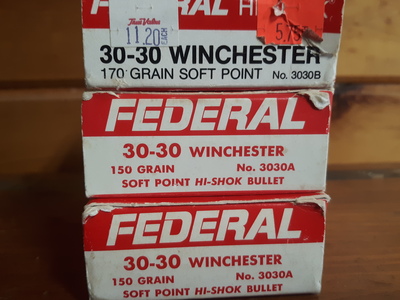 FEDERAL
True Value
11.20 EACH
5.75
30-30 WINCHESTER
170 GRAIN SOFT POINT No. 3030B
FEDERAL
30-30 WINCHESTER
150 GRAIN No. 3030A
SOFT POINT HI-SHOK BULLET
FEDERAL
30-30 WINCHESTER
150 GRAIN No. 3030A
SOFT POINT HI-SHOK BULLET